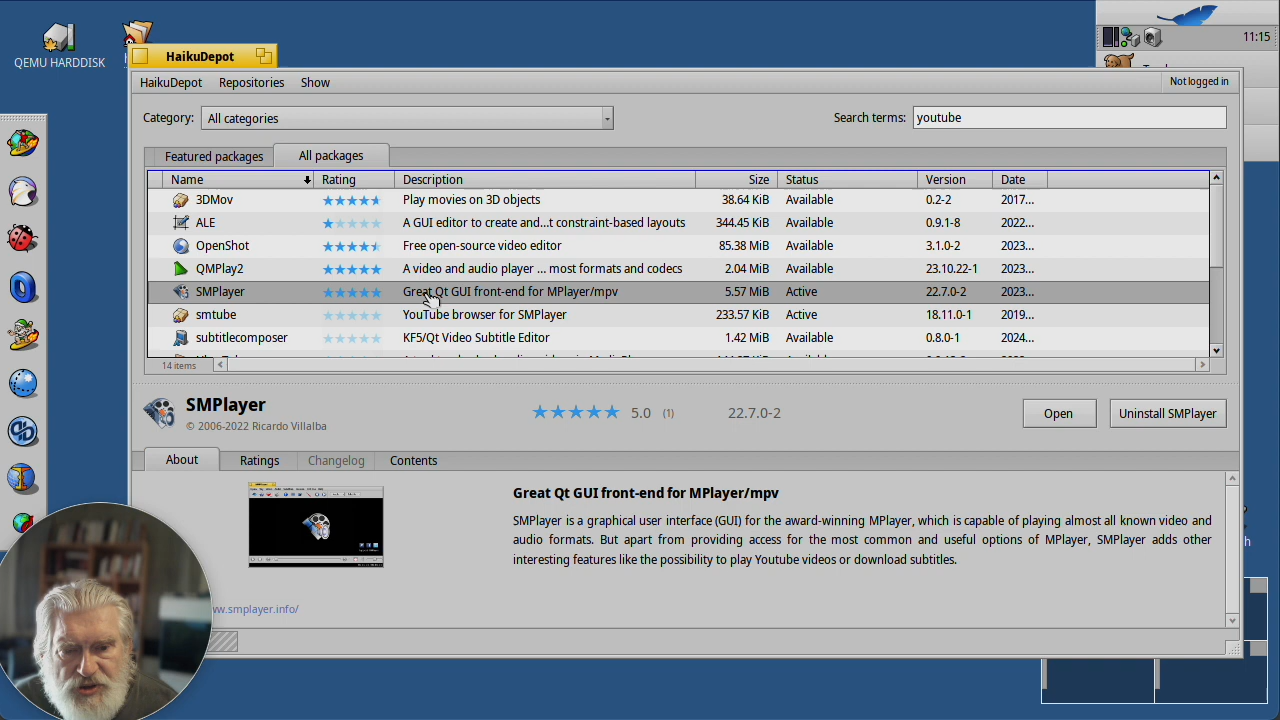 QEMU HARDDISK
11:15
HaikuDepot
HaikuDepot Repositories Show Not logged in
Category: All categories Search terms: youtube
Featured packages All packages
Name Rating Description Size Status Version Date
3DMov Play movies on 3D objects 38.64 KiB Available 0.2-2 2017...
ALE A GUI editor to create and...t constraint-based layouts 344.45 KiB Available 0.9.1-8 2022...
OpenShot Free open-source video editor 85.38 MiB Available 3.1.0-2 2023...
QMPlay2 A video and audio player ... most formats and codecs 2.04 MiB Available 23.10.22-1 2023...
SMPlayer Great Qt GUI front-end for MPlayer/mpv 5.57 MiB Active 22.7.0-2 2023...
smtube YouTube browser for SMPlayer 233.57 KiB Active 18.11.0-1 2019...
subtitlecomposer KF5/Qt Video Subtitle Editor 1.42 MiB Available 0.8.0-1 2024...
14 items
SMPlayer 5.0 (1) 22.7.0-2 Open Uninstall SMPlayer
© 2006-2022 Ricardo Villalba
About Ratings Changelog Contents
Great Qt GUI front-end for MPlayer/mpv
SMPlayer is a graphical user interface (GUI) for the award-winning MPlayer, which is capable of playing almost all known video and
audio formats. But apart from providing access for the most common and useful options of MPlayer, SMPlayer adds other
interesting features like the possibility to play Youtube videos or download subtitles.
ww.smplayer.info/